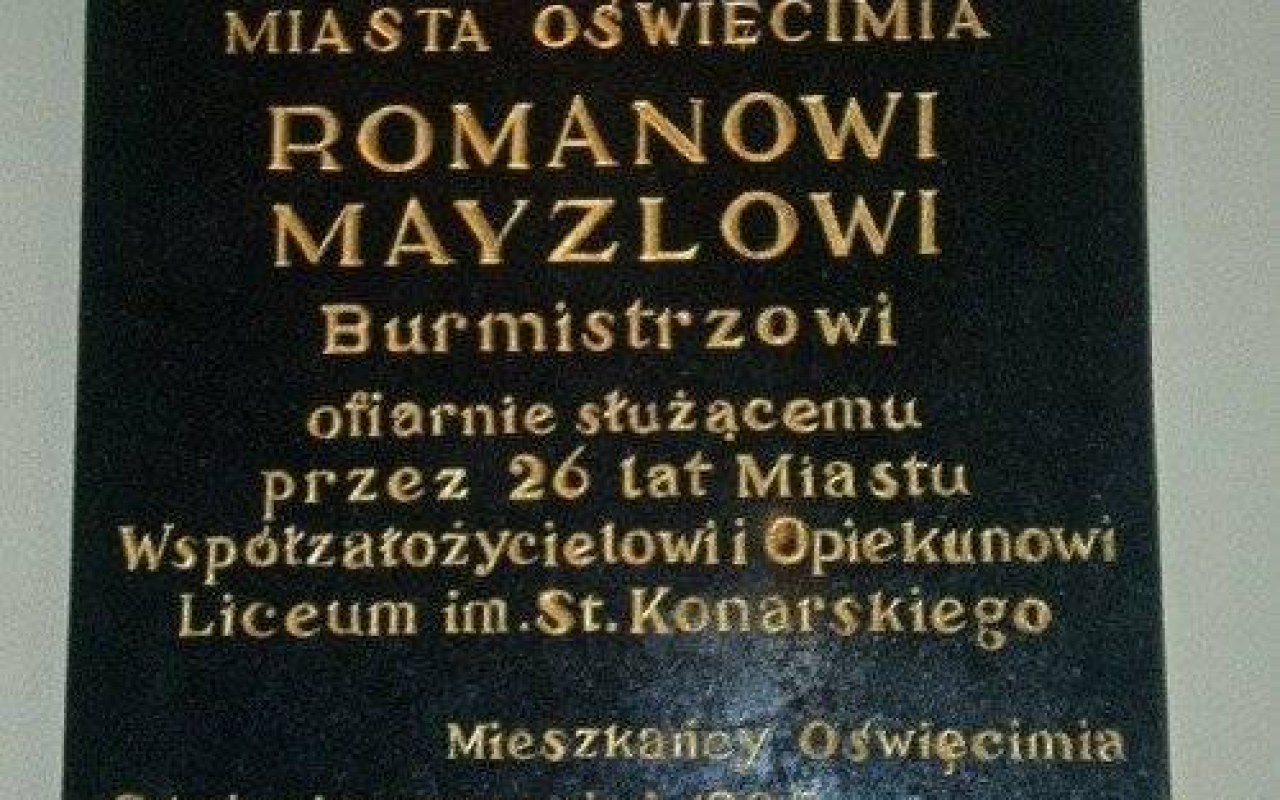 MIASTA OŚWIĘCIMIA
ROMANOWI
MAYZLOWI
Burmistrzowi
ofiarnie służącemu
przez 26 lat Miastu
Współzałożycielowi i Opiekunowi
Liceum im. St. Konarskiego
Mieszkańcy Oświęcimia